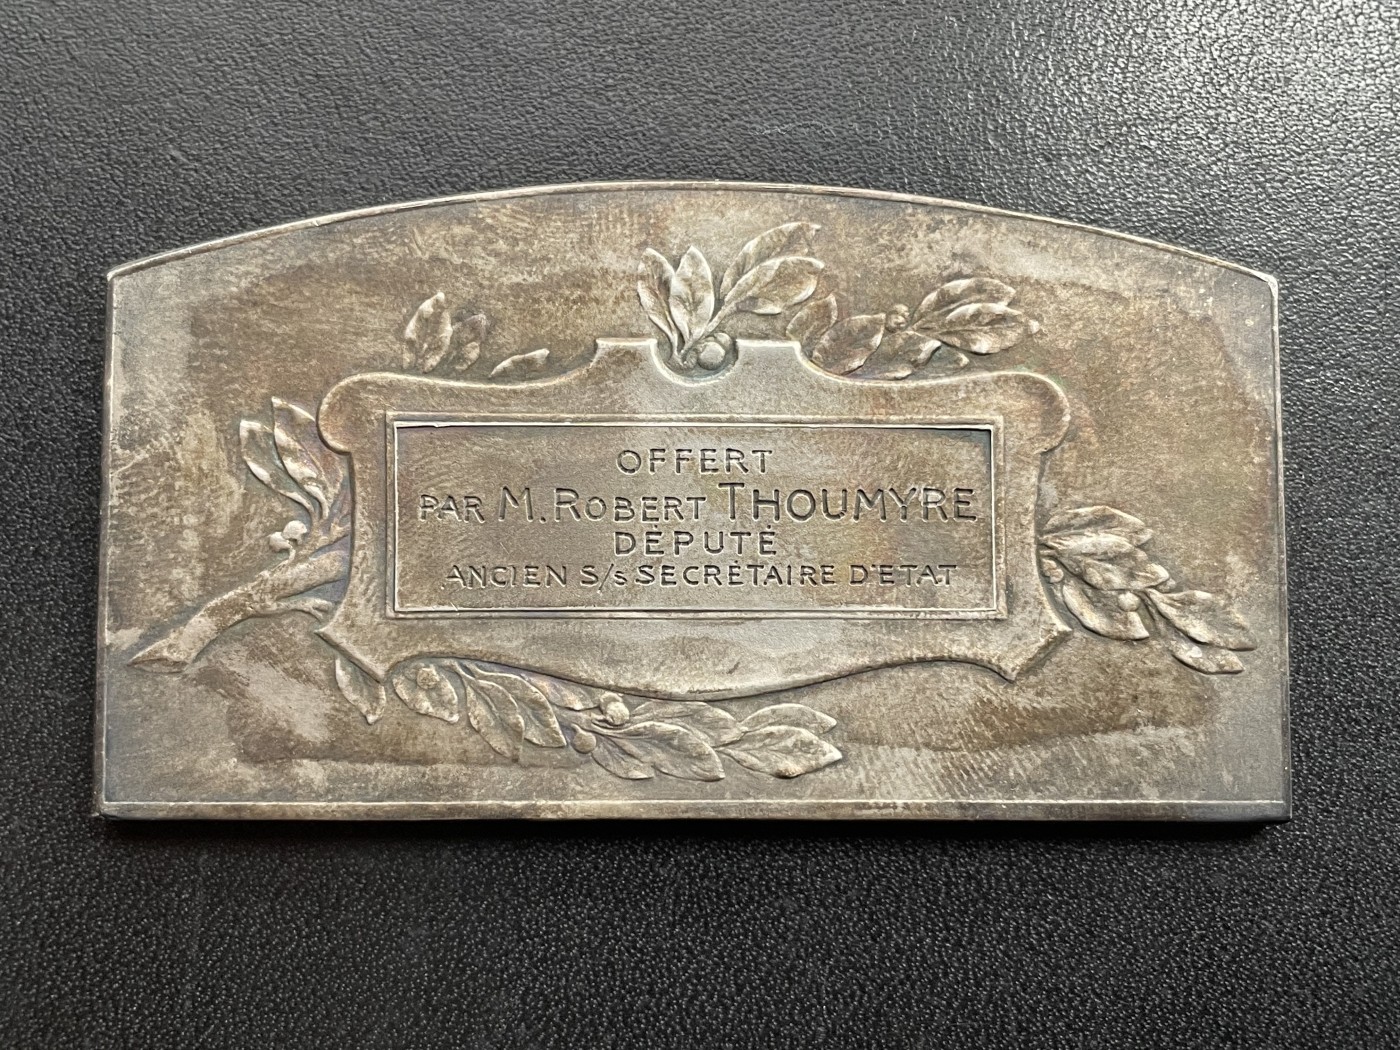 OFFERT
PAR M. ROBERT THOUMYRE
DÉPUTÉ
ANCIEN S/s SECRÉTAIRE D'ETAT